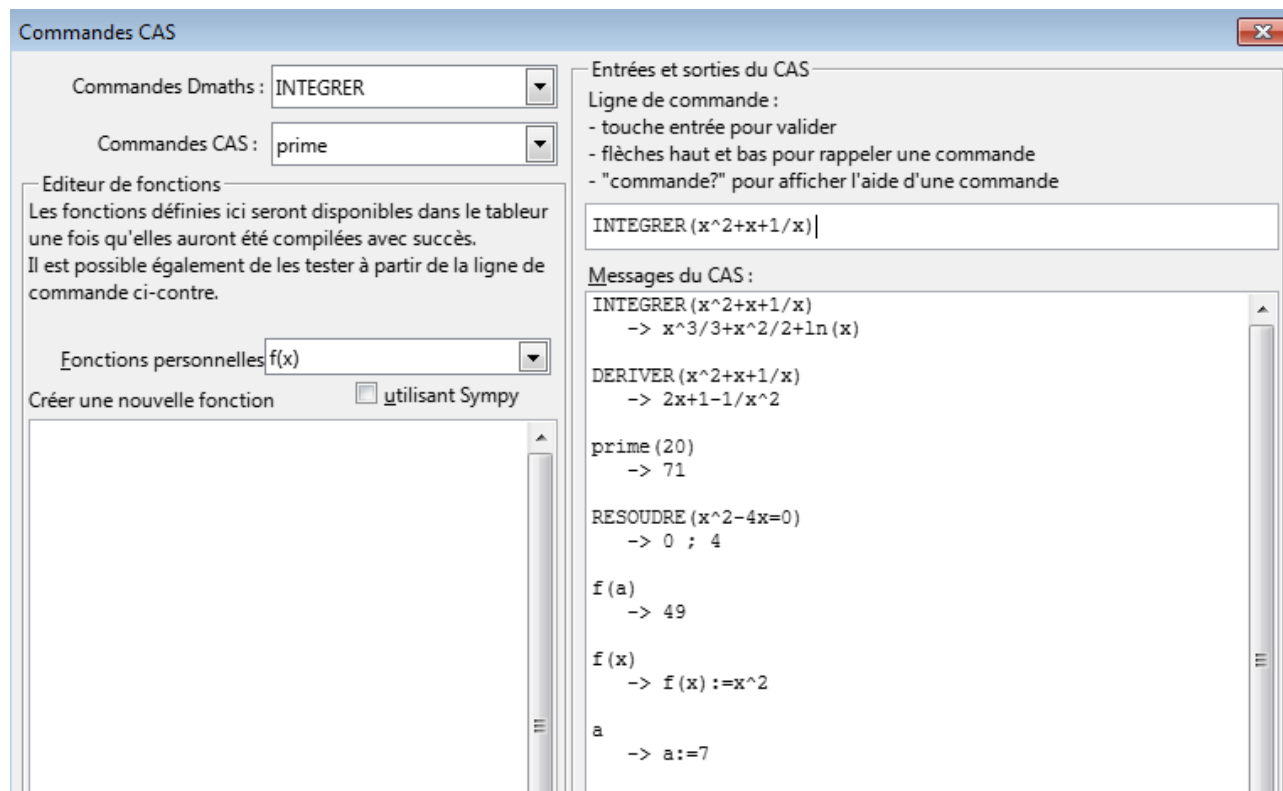 Commandes CAS
Commandes Dmaths : INTEGRER
Commandes CAS : prime
Editeur de fonctions
Les fonctions définies ici seront disponibles dans le tableur
une fois qu'elles auront été compilées avec succès.
Il est possible également de les tester à partir de la ligne de
commande ci-contre.
Fonctions personnelles f(x)
Créer une nouvelle fonction utilisant Sympy
Entrées et sorties du CAS
Ligne de commande :
- touche entrée pour valider
- flèches haut et bas pour rappeler une commande
- "commande?" pour afficher l'aide d'une commande
INTEGRER(x^2+x+1/x)
Messages du CAS :
INTEGRER(x^2+x+1/x)
-> x^3/3+x^2/2+ln(x)
DERIVER(x^2+x+1/x)
-> 2x+1-1/x^2
prime(20)
-> 71
RESOUDRE(x^2-4x=0)
-> 0 ; 4
f(a)
-> 49
f(x)
-> f(x):=x^2
a
-> a:=7